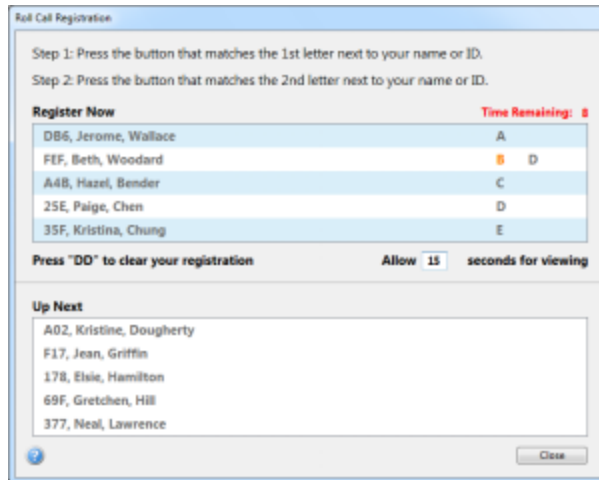 Roll Call Registration
Step 1: Press the button that matches the 1st letter next to your name or ID.
Step 2: Press the button that matches the 2nd letter next to your name or ID.
Register Now Time Remaining: 8
DB6, Jerome, Wallace A
FEF, Beth, Woodard B D
A4B, Hazel, Bender C
25E, Paige, Chen D
35F, Kristina, Chung E
Press "DD" to clear your registration Allow 15 seconds for viewing
Up Next
A02, Kristine, Dougherty
F17, Jean, Griffin
178, Elsie, Hamilton
69F, Gretchen, Hill
377, Neal, Lawrence
? Close